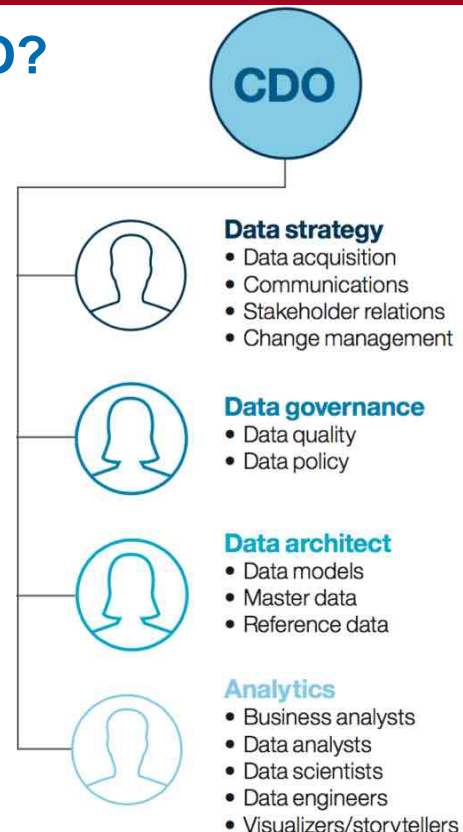 O?
CDO
Data strategy
• Data acquisition
• Communications
• Stakeholder relations
• Change management
Data governance
• Data quality
• Data policy
Data architect
• Data models
• Master data
• Reference data
Analytics
• Business analysts
• Data analysts
• Data scientists
• Data engineers
• Visualizers/storytellers